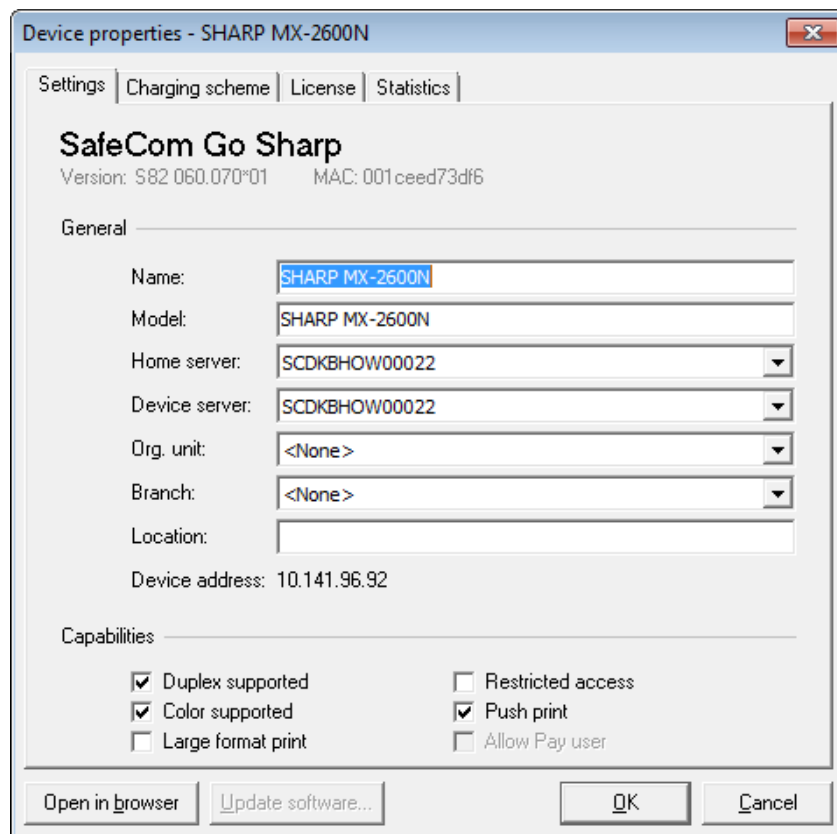 Device properties - SHARP MX-2600N
Settings Charging scheme License Statistics
SafeCom Go Sharp
Version: S82 060.070*01 MAC: 001ceed73df6
General
Name: SHARP MX-2600N
Model: SHARP MX-2600N
Home server: SCDKBHOW00022
Device server: SCDKBHOW00022
Org. unit: <None>
Branch: <None>
Location:
Device address: 10.141.96.92
Capabilities
Duplex supported Restricted access
Color supported Push print
Large format print Allow Pay user
Open in browser Update software... OK Cancel